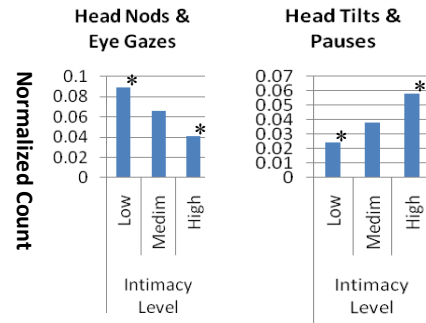 Head Nods &
Eye Gazes
Normalized Count
0.1
0.08
0.06
0.04
0.02
0
*
*
Low
Medim
High
Intimacy
Level
Head Tilts &
Pauses
0.07
0.06
0.05
0.04
0.03
0.02
0.01
0
*
*
Low
Medim
High
Intimacy
Level